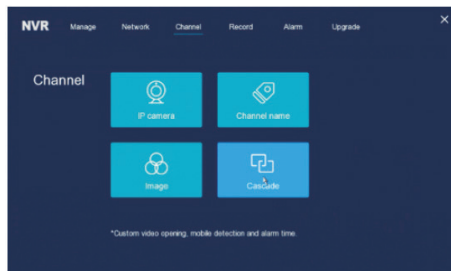 NVR Manage Network Channel Record Alarm Upgrade
Channel
IP camera Channel name
Image Cascade
*Custom video opening, mobile detection and alarm time.